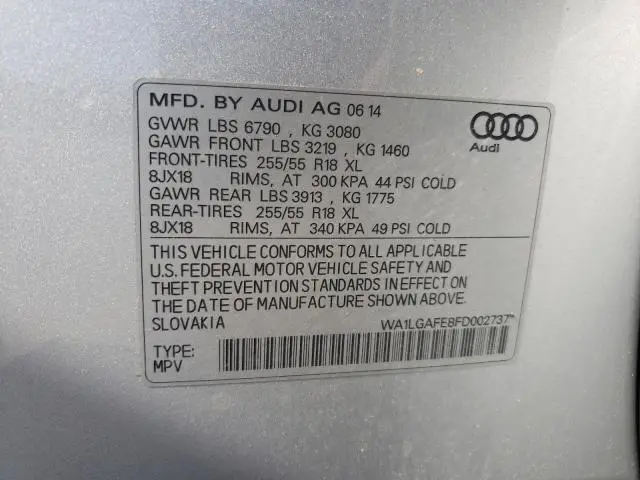 MFD. BY AUDI AG 06 14
GVWR LBS 6790 , KG 3080
GAWR FRONT LBS 3219 , KG 1460
FRONT-TIRES 255/55 R18 XL
8JX18 RIMS, AT 300 KPA 44 PSI COLD
GAWR REAR LBS 3913 , KG 1775
REAR-TIRES 255/55 R18 XL
8JX18 RIMS, AT 340 KPA 49 PSI COLD
Audi
THIS VEHICLE CONFORMS TO ALL APPLICABLE
U.S. FEDERAL MOTOR VEHICLE SAFETY AND
THEFT PREVENTION STANDARDS IN EFFECT ON
THE DATE OF MANUFACTURE SHOWN ABOVE.
SLOVAKIA
WA1LGAFE8FD002737*
TYPE:
MPV